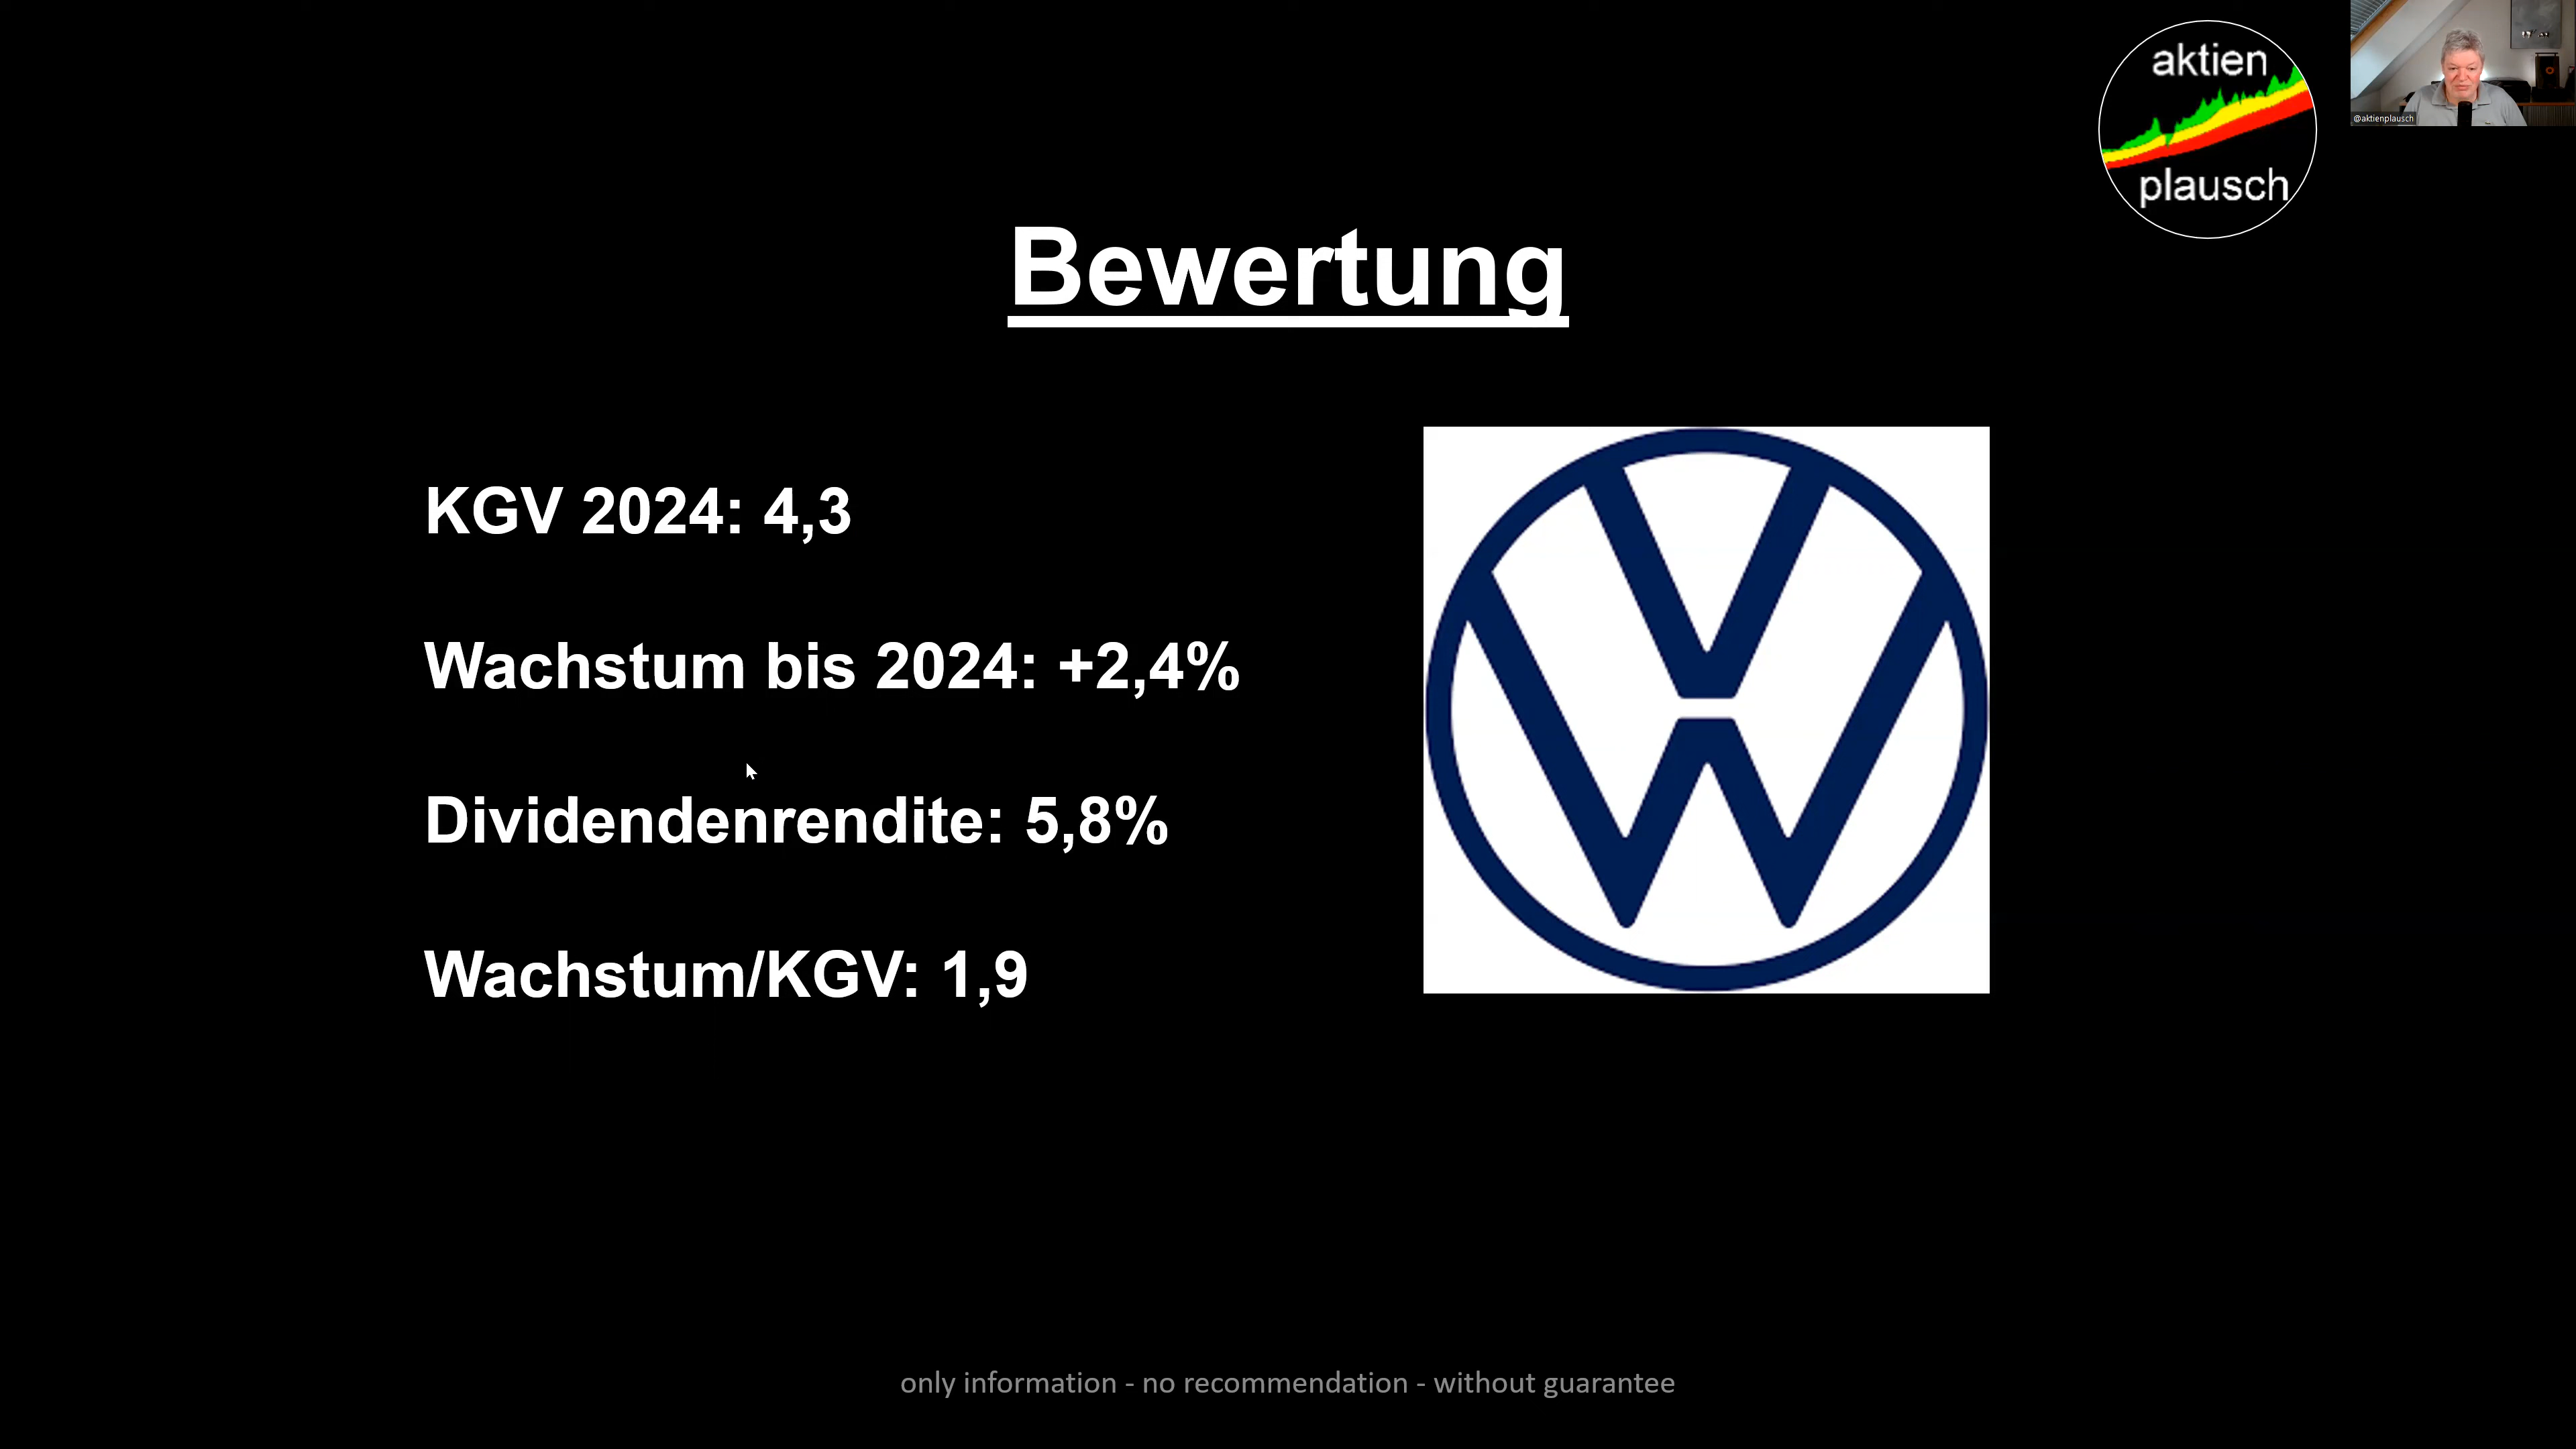 aktien
plausch
@aktienplausch
Bewertung
KGV 2024: 4,3
Wachstum bis 2024: +2,4%
Dividendenrendite: 5,8%
Wachstum/KGV: 1,9
only information - no recommendation - without guarantee